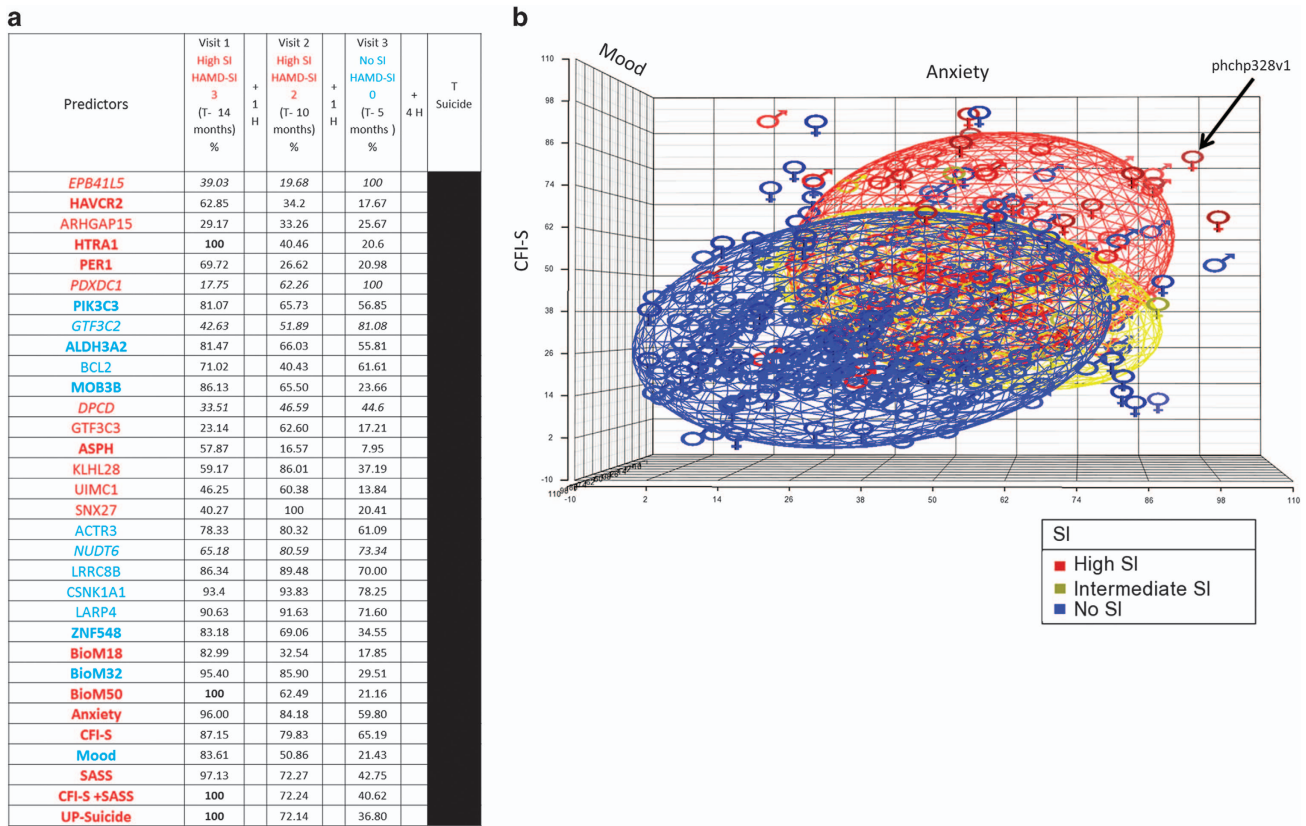 a
Predictors
Visit 1
High SI
HAMD-SI
3
(T- 14
months)
%
+
1
H
Visit 2
High SI
HAMD-SI
2
(T- 10
months)
%
+
1
H
Visit 3
No SI
HAMD-SI
0
(T- 5
months )
%
+
4 H
T
Suicide
EPB41L5 39.03 19.68 100
HAVCR2 62.85 34.2 17.67
ARHGAP15 29.17 33.26 25.67
HTRA1 100 40.46 20.6
PER1 69.72 26.62 20.98
PDXDC1 17.75 62.26 100
PIK3C3 81.07 65.73 56.85
GTF3C2 42.63 51.89 81.08
ALDH3A2 81.47 66.03 55.81
BCL2 71.02 40.43 61.61
MOB3B 86.13 65.50 23.66
DPCD 33.51 46.59 44.6
GTF3C3 23.14 62.60 17.21
ASPH 57.87 16.57 7.95
KLHL28 59.17 86.01 37.19
UIMC1 46.25 60.38 13.84
SNX27 40.27 100 20.41
ACTR3 78.33 80.32 61.09
NUDT6 65.18 80.59 73.34
LRRC8B 86.34 89.48 70.00
CSNK1A1 93.4 93.83 78.25
LARP4 90.63 91.63 71.60
ZNF548 83.18 69.06 34.55
BioM18 82.99 32.54 17.85
BioM32 95.40 85.90 29.51
BioM50 100 62.49 21.16
Anxiety 96.00 84.18 59.80
CFI-S 87.15 79.83 65.19
Mood 83.61 50.86 21.43
SASS 97.13 72.27 42.75
CFI-S +SASS 100 72.24 40.62
UP-Suicide 100 72.14 36.80
b
Mood
Anxiety
phchp328v1
CFI-S
110
98
86
74
62
50
38
26
14
2
-10
110
-10 2 14 26 38 50 62 74 86 98 110
SI
High SI
Intermediate SI
No SI